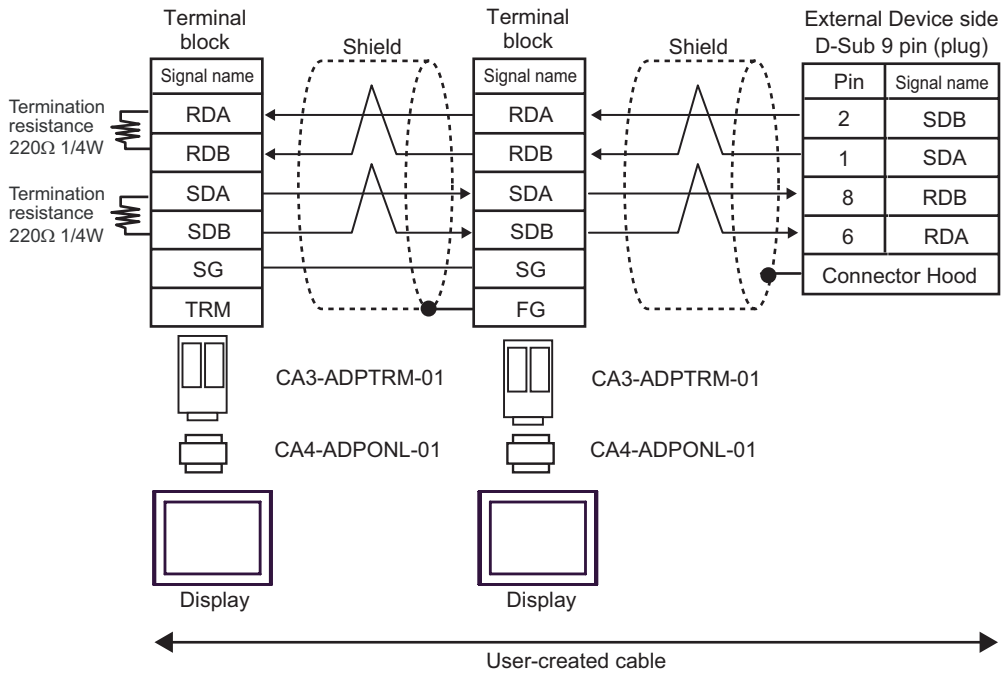 Terminal
block
Shield
Terminal
block
Shield
External Device side
D-Sub 9 pin (plug)
Termination
resistance
220Ω 1/4W
Termination
resistance
220Ω 1/4W
Signal name
RDA
RDB
SDA
SDB
SG
TRM
Signal name
RDA
RDB
SDA
SDB
SG
FG
Pin Signal name
2 SDB
1 SDA
8 RDB
6 RDA
Connector Hood
CA3-ADPTRM-01
CA3-ADPTRM-01
CA4-ADPONL-01
CA4-ADPONL-01
Display
Display
User-created cable